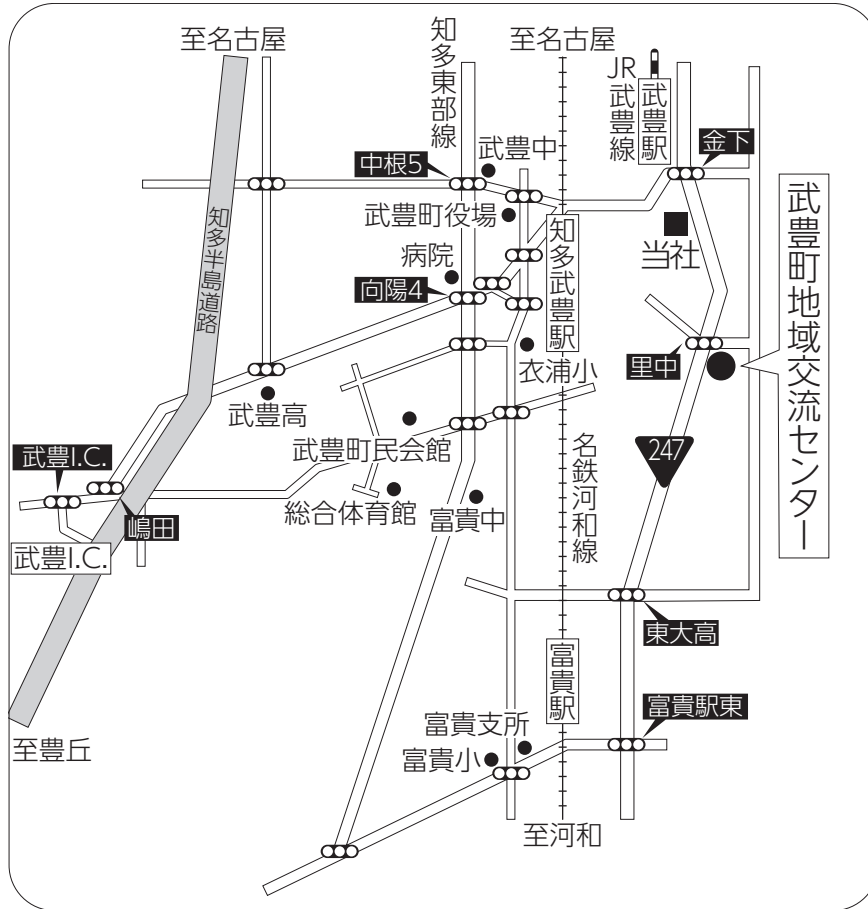 至名古屋
知多東部線
至名古屋
JR武豊線
武豊駅
金下
中根5
武豊中
武豊町役場
病院
知多武豊駅
当社
武豊町地域交流センター
知多半島道路
向陽4
衣浦小
里中
武豊高
武豊町民会館
247
武豊I.C.
総合体育館
富貴中
名鉄河和線
嶋田
武豊I.C.
東大高
富貴駅
富貴駅東
富貴支所
富貴小
至豊丘
至河和